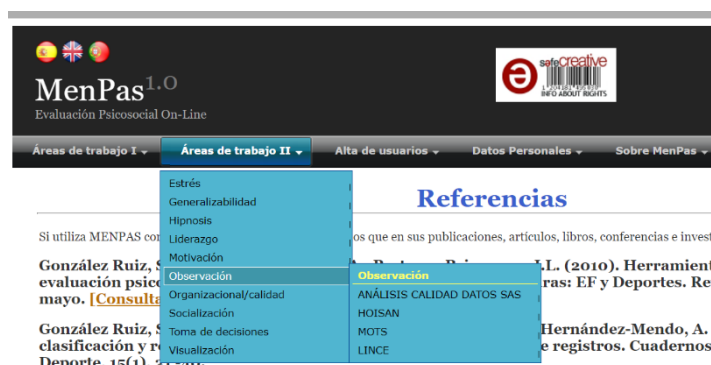 MenPas1.0
Evaluación Psicosocial On-Line
safecreative
INFO ABOUT RIGHTS
Áreas de trabajo I
Áreas de trabajo II
Alta de usuarios
Datos Personales
Sobre MenPas
Estrés
Generalizabilidad
Hipnosis
Liderazgo
Motivación
Observación
Organizacional/calidad
Socialización
Toma de decisiones
Visualización
Observación
ANÁLISIS CALIDAD DATOS SAS
HOISAN
MOTS
LINCE
Referencias
Si utiliza MENPAS os que en sus publicaciones, artículos, libros, conferencias e invest
González Ruiz, S J.L. (2010). Herramient
evaluación psico ras: EF y Deportes. Re
mayo. [Consulta
González Ruiz, S Hernández-Mendo, A.
clasificación y re e registros. Cuadernos
Deporte, 15(1),